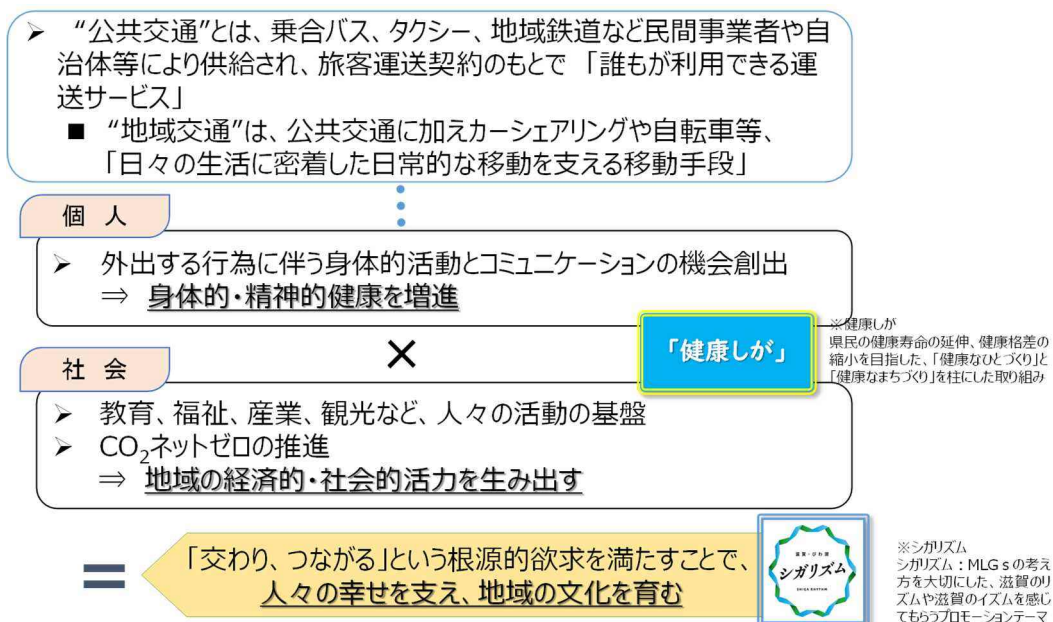 ➢ “公共交通”とは、乗合バス、タクシー、地域鉄道など民間事業者や自
治体等により供給され、旅客運送契約のもとで 「誰もが利用できる運
送サービス」
■ “地域交通”は、公共交通に加えカーシェアリングや自転車等、
「日々の生活に密着した日常的な移動を支える移動手段」
個 人
➢ 外出する行為に伴う身体的活動とコミュニケーションの機会創出
⇒ 身体的・精神的健康を増進
×
「健康しが」
※健康しが
県民の健康寿命の延伸、健康格差の
縮小を目指した、「健康なひとづくり」と
「健康なまちづくり」を柱にした取り組み
社 会
➢ 教育、福祉、産業、観光など、人々の活動の基盤
➢ CO₂ネットゼロの推進
⇒ 地域の経済的・社会的活力を生み出す
=
「交わり、つながる」という根源的欲求を満たすことで、
人々の幸せを支え、地域の文化を育む
滋賀・びわ湖
シガリズム
SHIGA RHYTHM
※シガリズム
シガリズム：MLGｓの考え
方を大切にした、滋賀のリ
ズムや滋賀のイズムを感じ
てもらうプロモーションテーマ